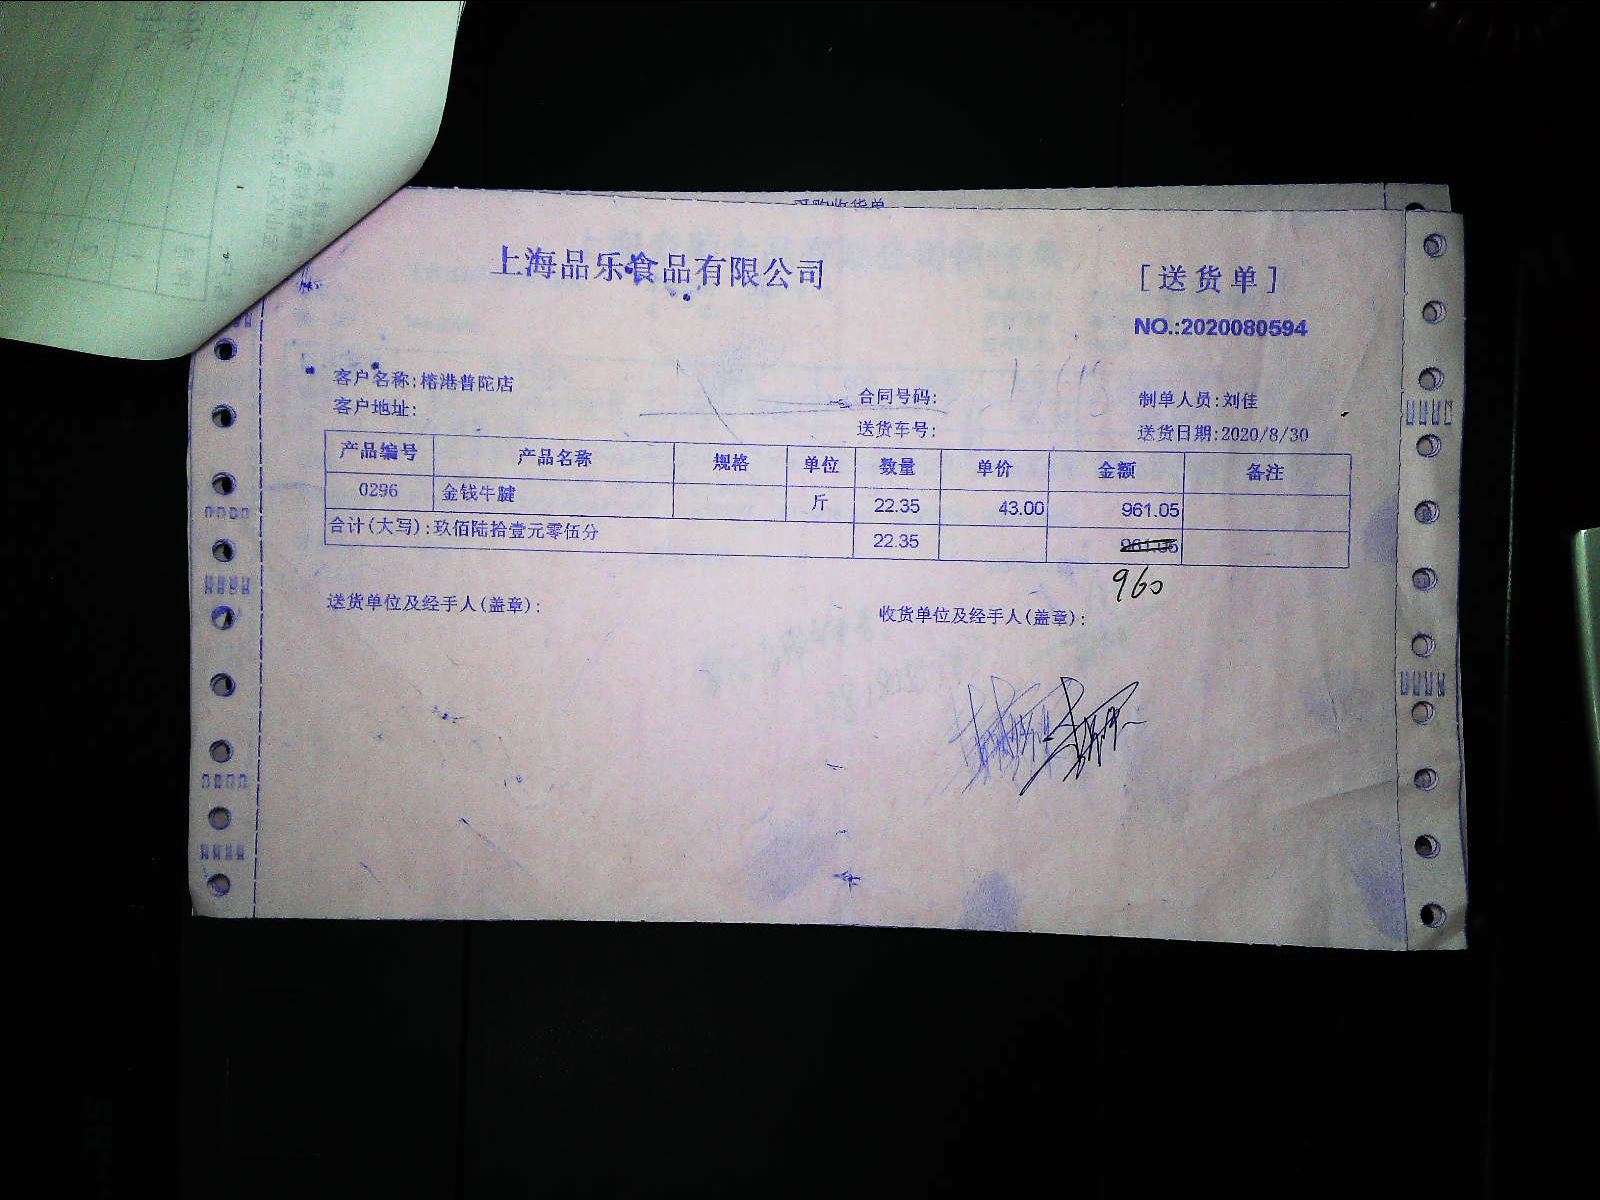 采购收货单
上海品乐食品有限公司
[送货单]
NO.:2020080594
客户名称:榕港普陀店
客户地址:
合同号码:
制单人员:刘佳
送货车号:
送货日期:2020/8/30
产品编号 产品名称 规格 单位 数量 单价 金额 备注
0296 金钱牛腱 斤 22.35 43.00 961.05
合计(大写):玖佰陆拾壹元零伍分 22.35 961.05
960
送货单位及经手人(盖章):
收货单位及经手人(盖章):